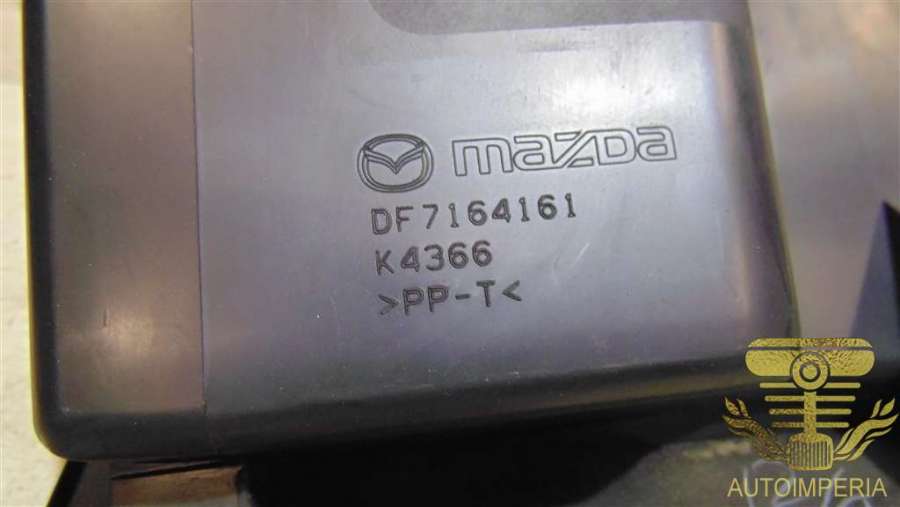 mazda
DF7164161
K4366
>PP-T<
AUTOIMPERIA